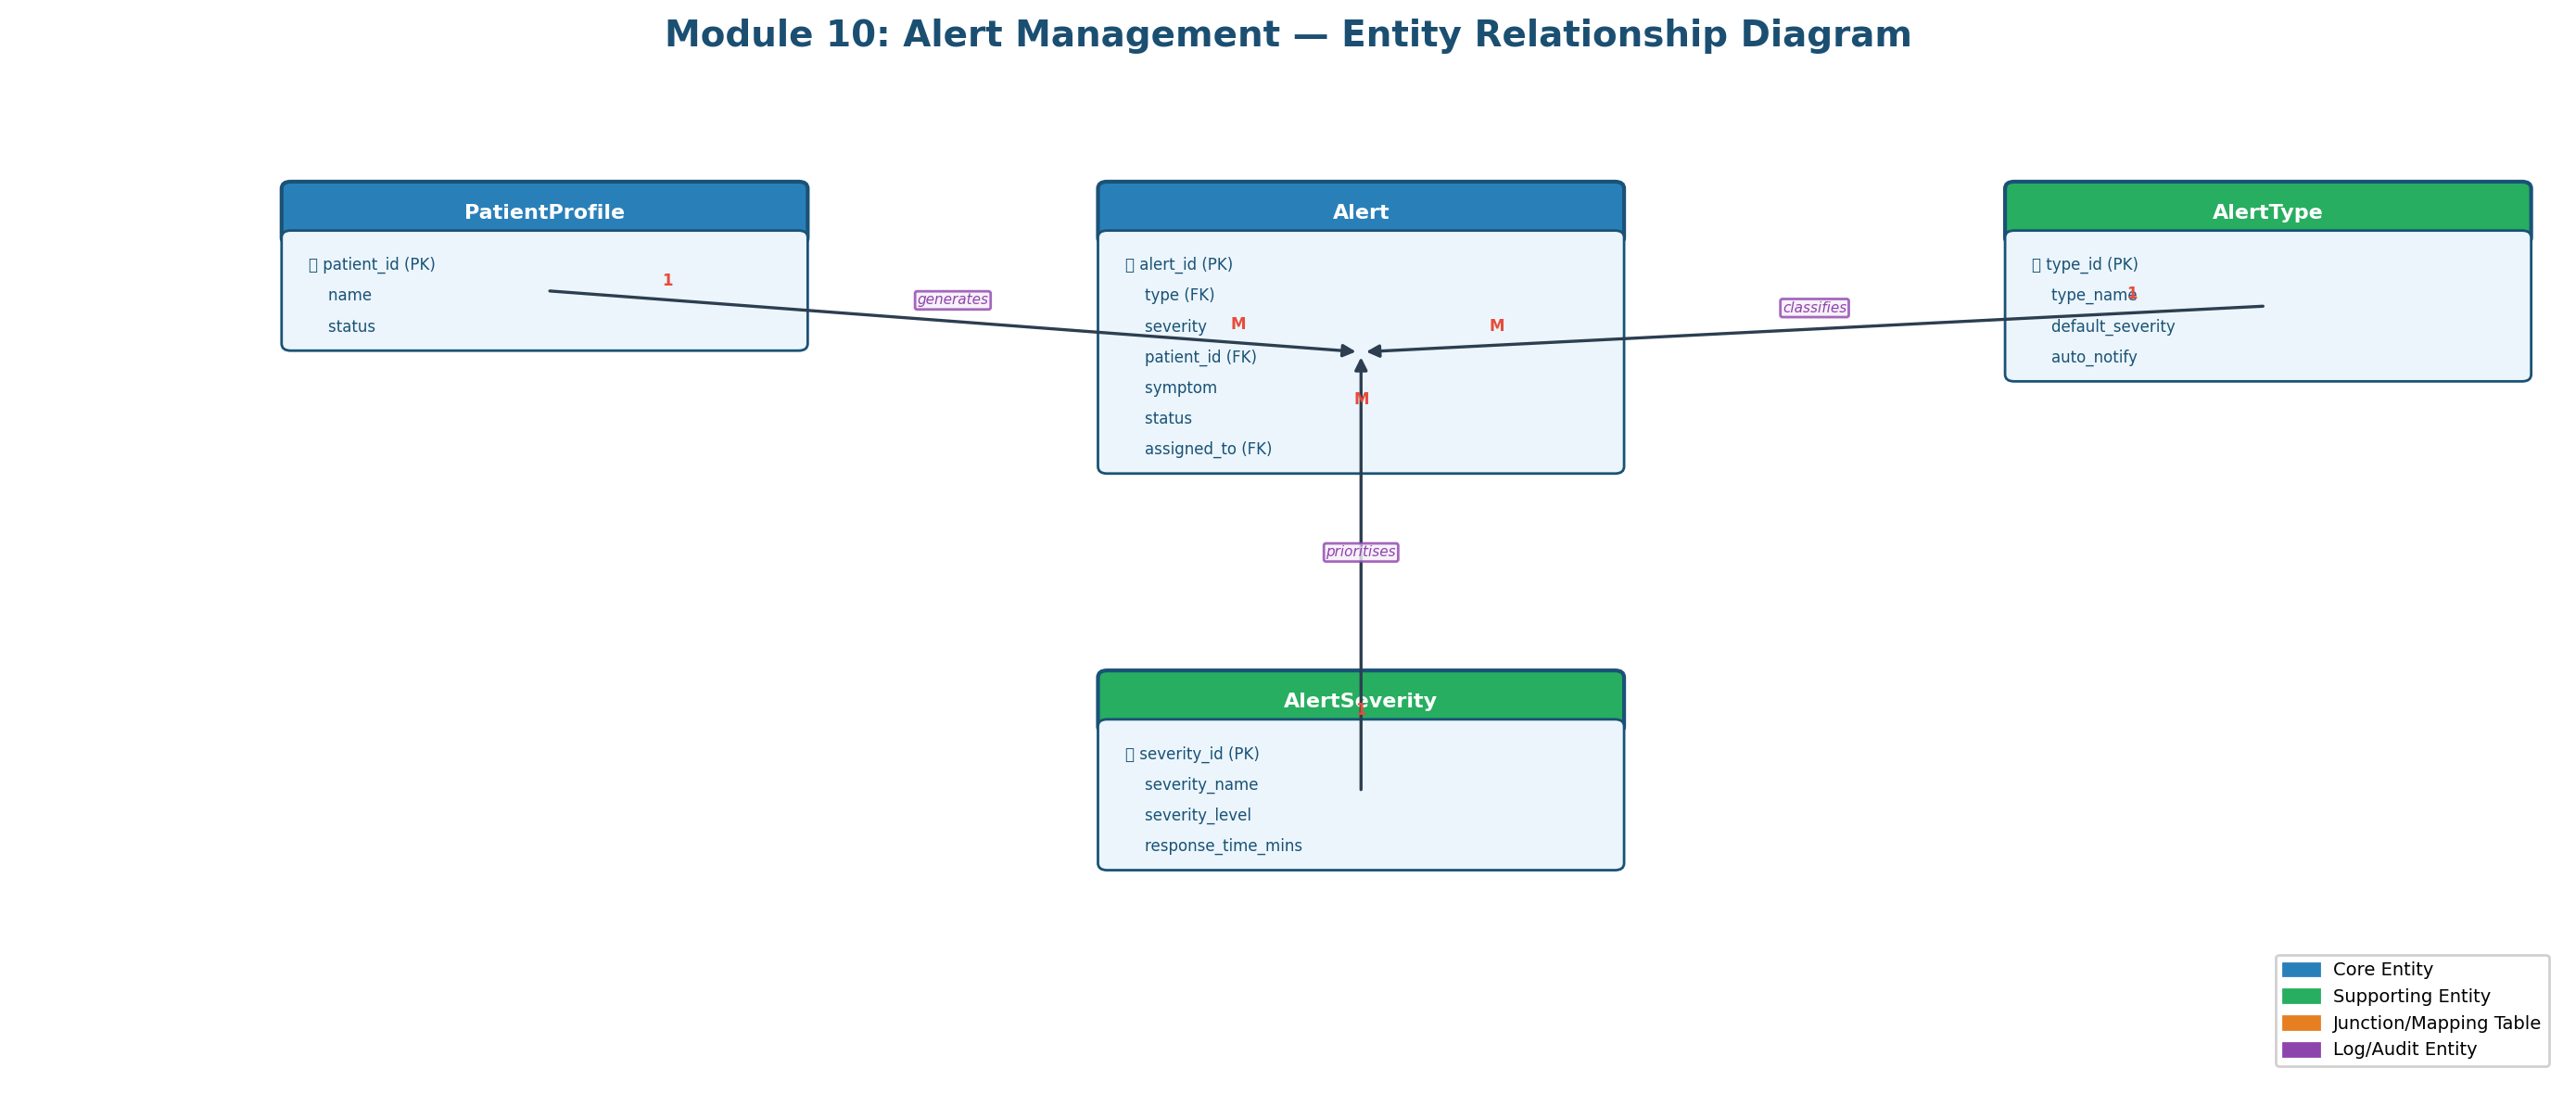 Module 10: Alert Management — Entity Relationship Diagram
PatientProfile
patient_id (PK)
name
status
1
generates
Alert
alert_id (PK)
type (FK)
severity
patient_id (FK)
symptom
status
assigned_to (FK)
M
M
M
classifies
AlertType
type_id (PK)
type_name
1
default_severity
auto_notify
prioritises
AlertSeverity
1
severity_id (PK)
severity_name
severity_level
response_time_mins
Core Entity
Supporting Entity
Junction/Mapping Table
Log/Audit Entity